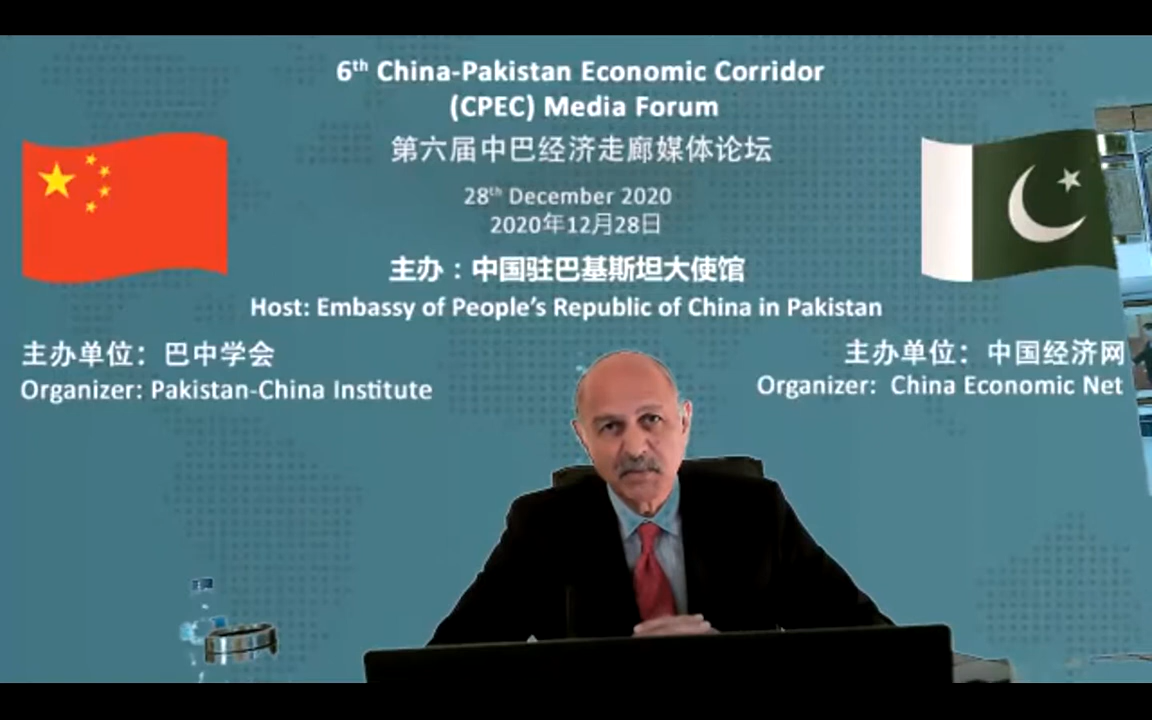 6th China-Pakistan Economic Corridor
(CPEC) Media Forum
第六届中巴经济走廊媒体论坛
28th December 2020
2020年12月28日
主办：中国驻巴基斯坦大使馆
Host: Embassy of People's Republic of China in Pakistan
主办单位：巴中学会
Organizer: Pakistan-China Institute
主办单位：中国经济网
Organizer: China Economic Net